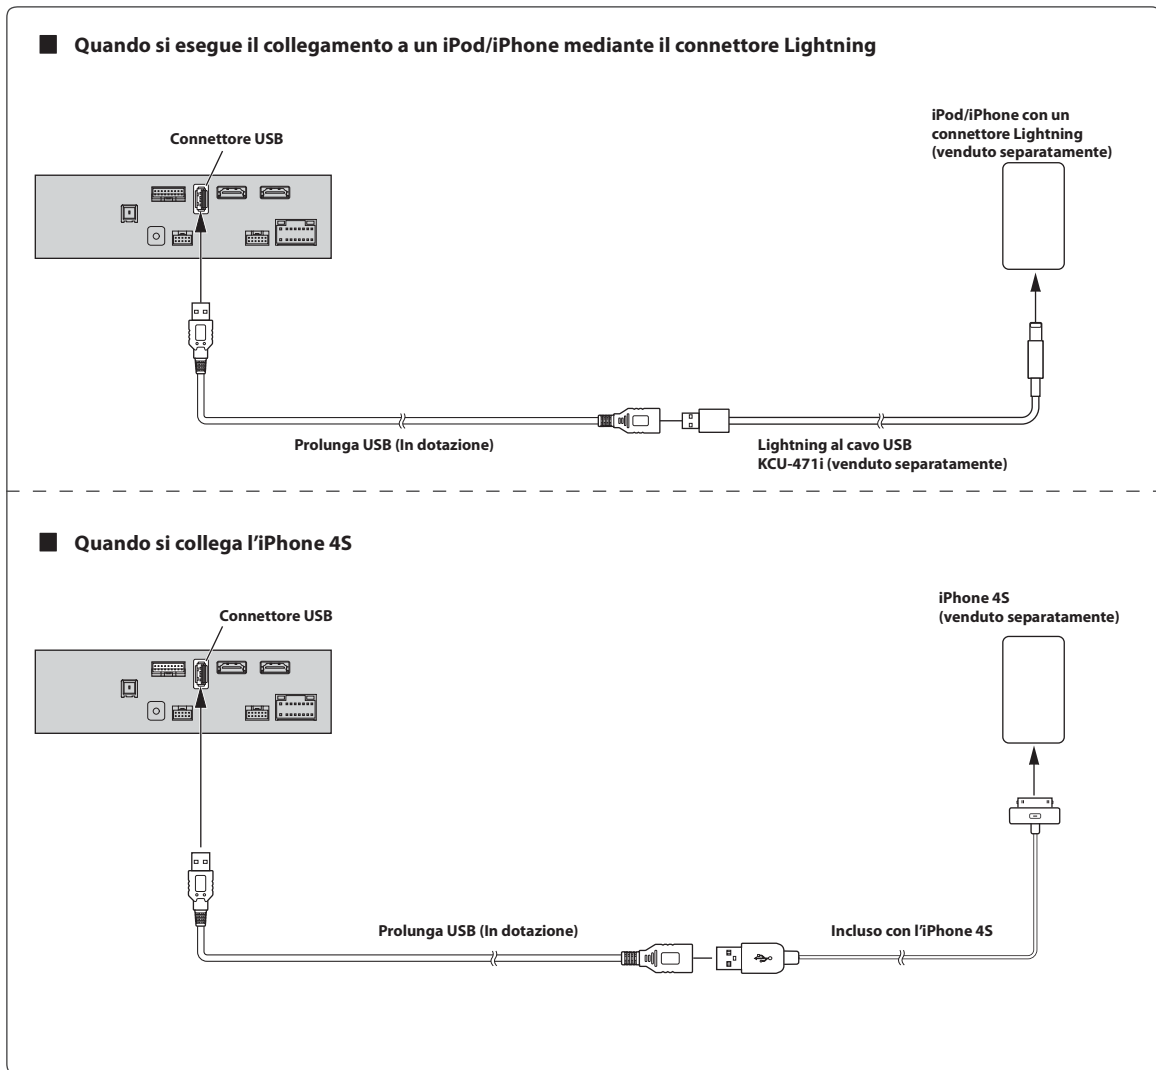 Quando si esegue il collegamento a un iPod/iPhone mediante il connettore Lightning
iPod/iPhone con un
connettore Lightning
(venduto separatamente)
Connettore USB
Prolunga USB (In dotazione)
Lightning al cavo USB
KCU-471i (venduto separatamente)
Quando si collega l’iPhone 4S
iPhone 4S
(venduto separatamente)
Connettore USB
Prolunga USB (In dotazione)
Incluso con l’iPhone 4S